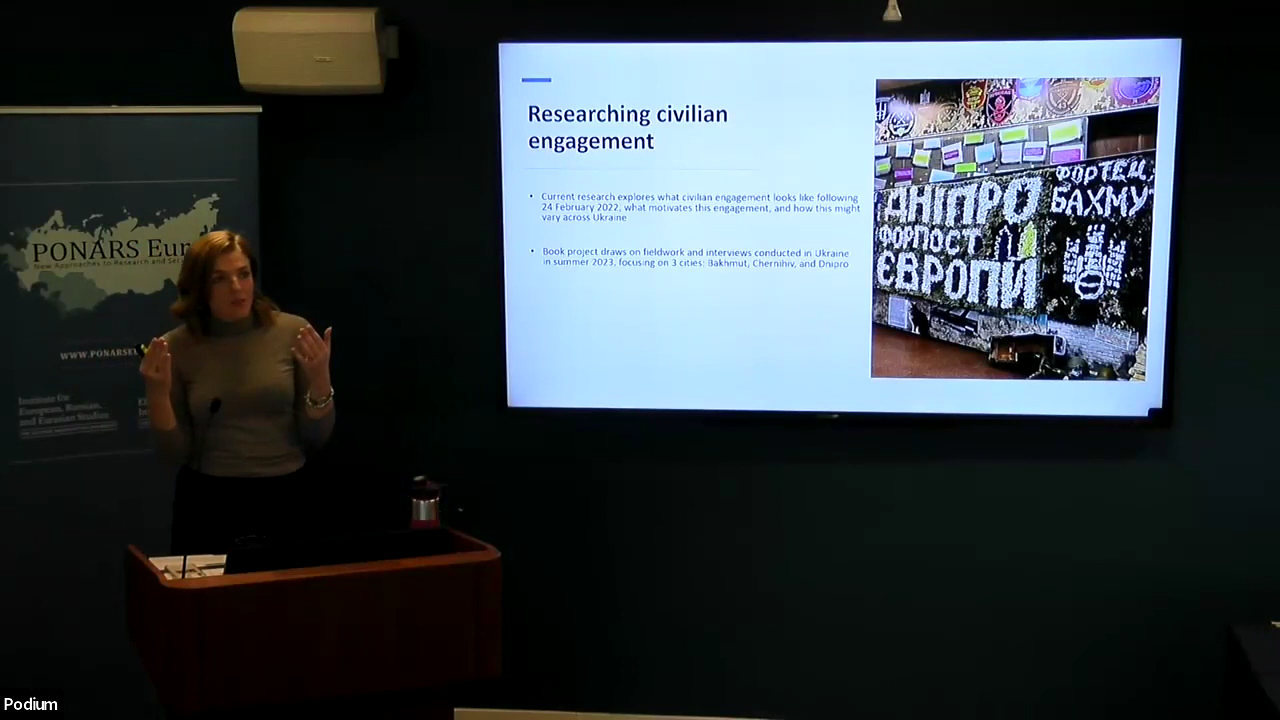 PONARS Eur
New Approaches to Research and Sec
WWW.PONARSE
Institute for
European, Russian,
and Eurasian Studies
Researching civilian
engagement
• Current research explores what civilian engagement looks like following
24 February 2022, what motivates this engagement, and how this might
vary across Ukraine
• Book project draws on fieldwork and interviews conducted in Ukraine
in summer 2023, focusing on 3 cities: Bakhmut, Chernihiv, and Dnipro
ДНІПРО
ФОРПОСТ
ЄВРОПИ
ФОРТЕЦ
БАХМУ
Podium